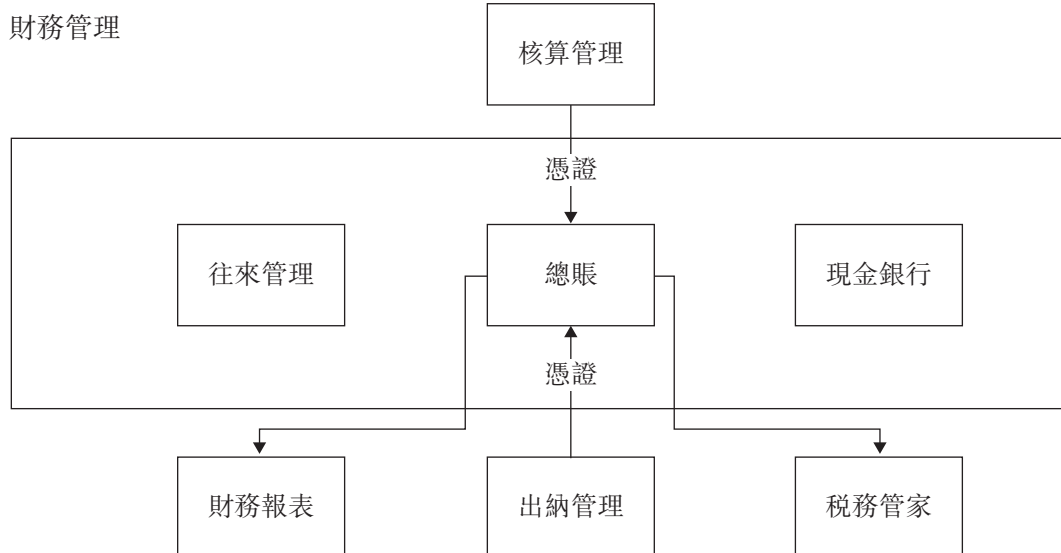 財務管理
核算管理
憑證
往來管理
總賬
現金銀行
憑證
財務報表
出納管理
税務管家